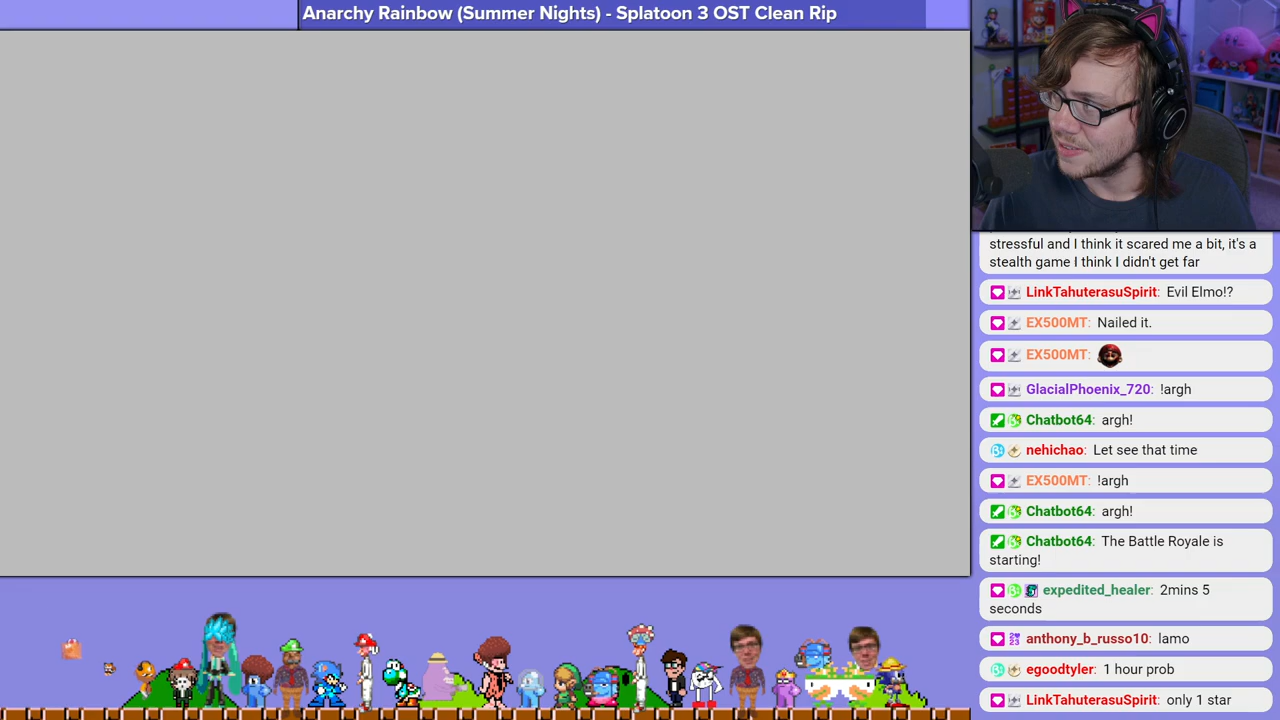 Anarchy Rainbow (Summer Nights) - Splatoon 3 OST Clean Rip
stressful and I think it scared me a bit, it's a
stealth game I think I didn't get far
LinkTahuterasuSpirit: Evil Elmo!?
EX500MT: Nailed it.
EX500MT:
GlacialPhoenix_720: !argh
Chatbot64: argh!
nehichao: Let see that time
EX500MT: !argh
Chatbot64: argh!
Chatbot64: The Battle Royale is
starting!
expedited_healer: 2mins 5
seconds
anthony_b_russo10: lamo
egoodtyler: 1 hour prob
LinkTahuterasuSpirit: only 1 star